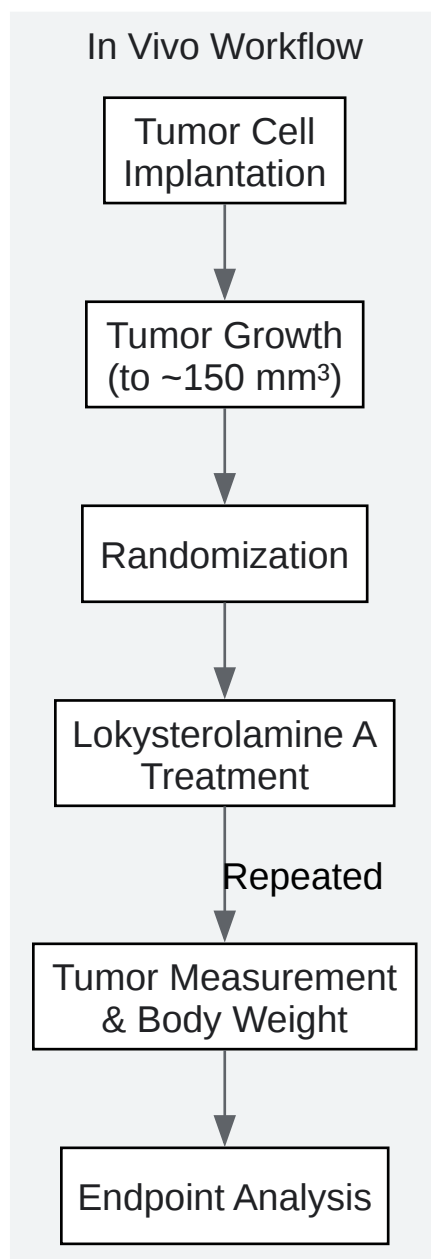 In Vivo Workflow
Tumor Cell
Implantation
Tumor Growth
(to ~150 mm³)
Randomization
Lokysterolamine A
Treatment
Repeated
Tumor Measurement
& Body Weight
Endpoint Analysis